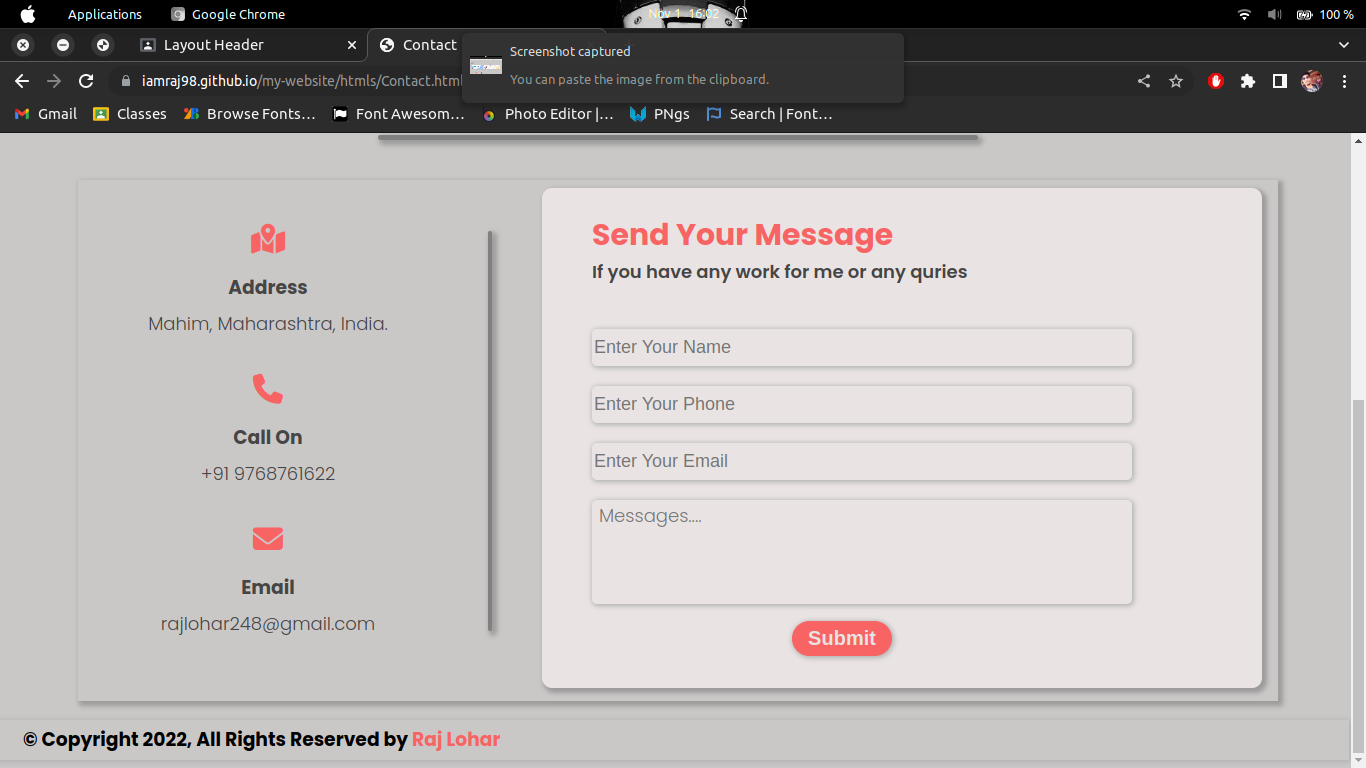 Applications Google Chrome Nov 1 16:02 100 %
Layout Header Contact
Screenshot captured
You can paste the image from the clipboard.
iamraj98.github.io/my-website/htmls/Contact.html
Gmail Classes Browse Fonts... Font Awesom... Photo Editor |... PNgs Search | Font...
Address
Mahim, Maharashtra, India.
Call On
+91 9768761622
Email
rajlohar248@gmail.com
Send Your Message
If you have any work for me or any quries
Enter Your Name
Enter Your Phone
Enter Your Email
Messages....
Submit
© Copyright 2022, All Rights Reserved by Raj Lohar